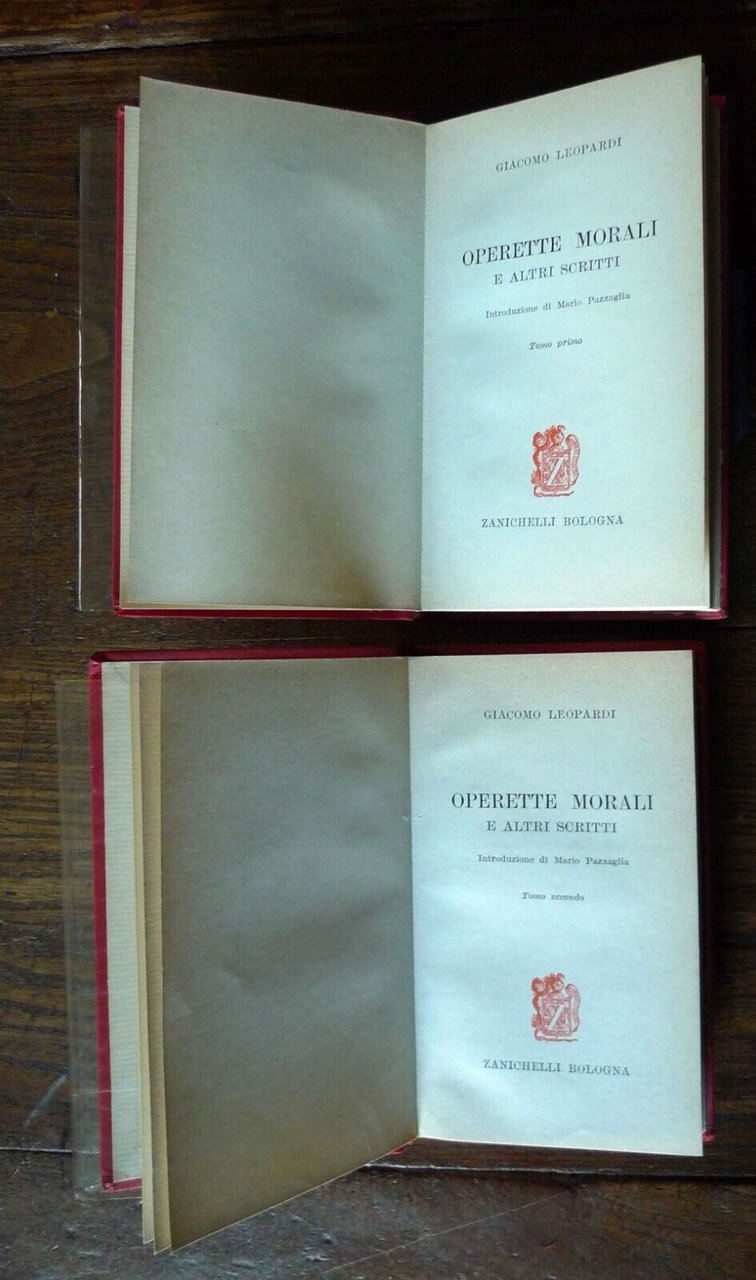 GIACOMO LEOPARDI
OPERETTE MORALI
E ALTRI SCRITTI
Introduzione di Mario Pazzaglia
Tomo primo
Z
ZANICHELLI BOLOGNA
GIACOMO LEOPARDI
OPERETTE MORALI
E ALTRI SCRITTI
Introduzione di Mario Pazzaglia
Tomo secondo
Z
ZANICHELLI BOLOGNA